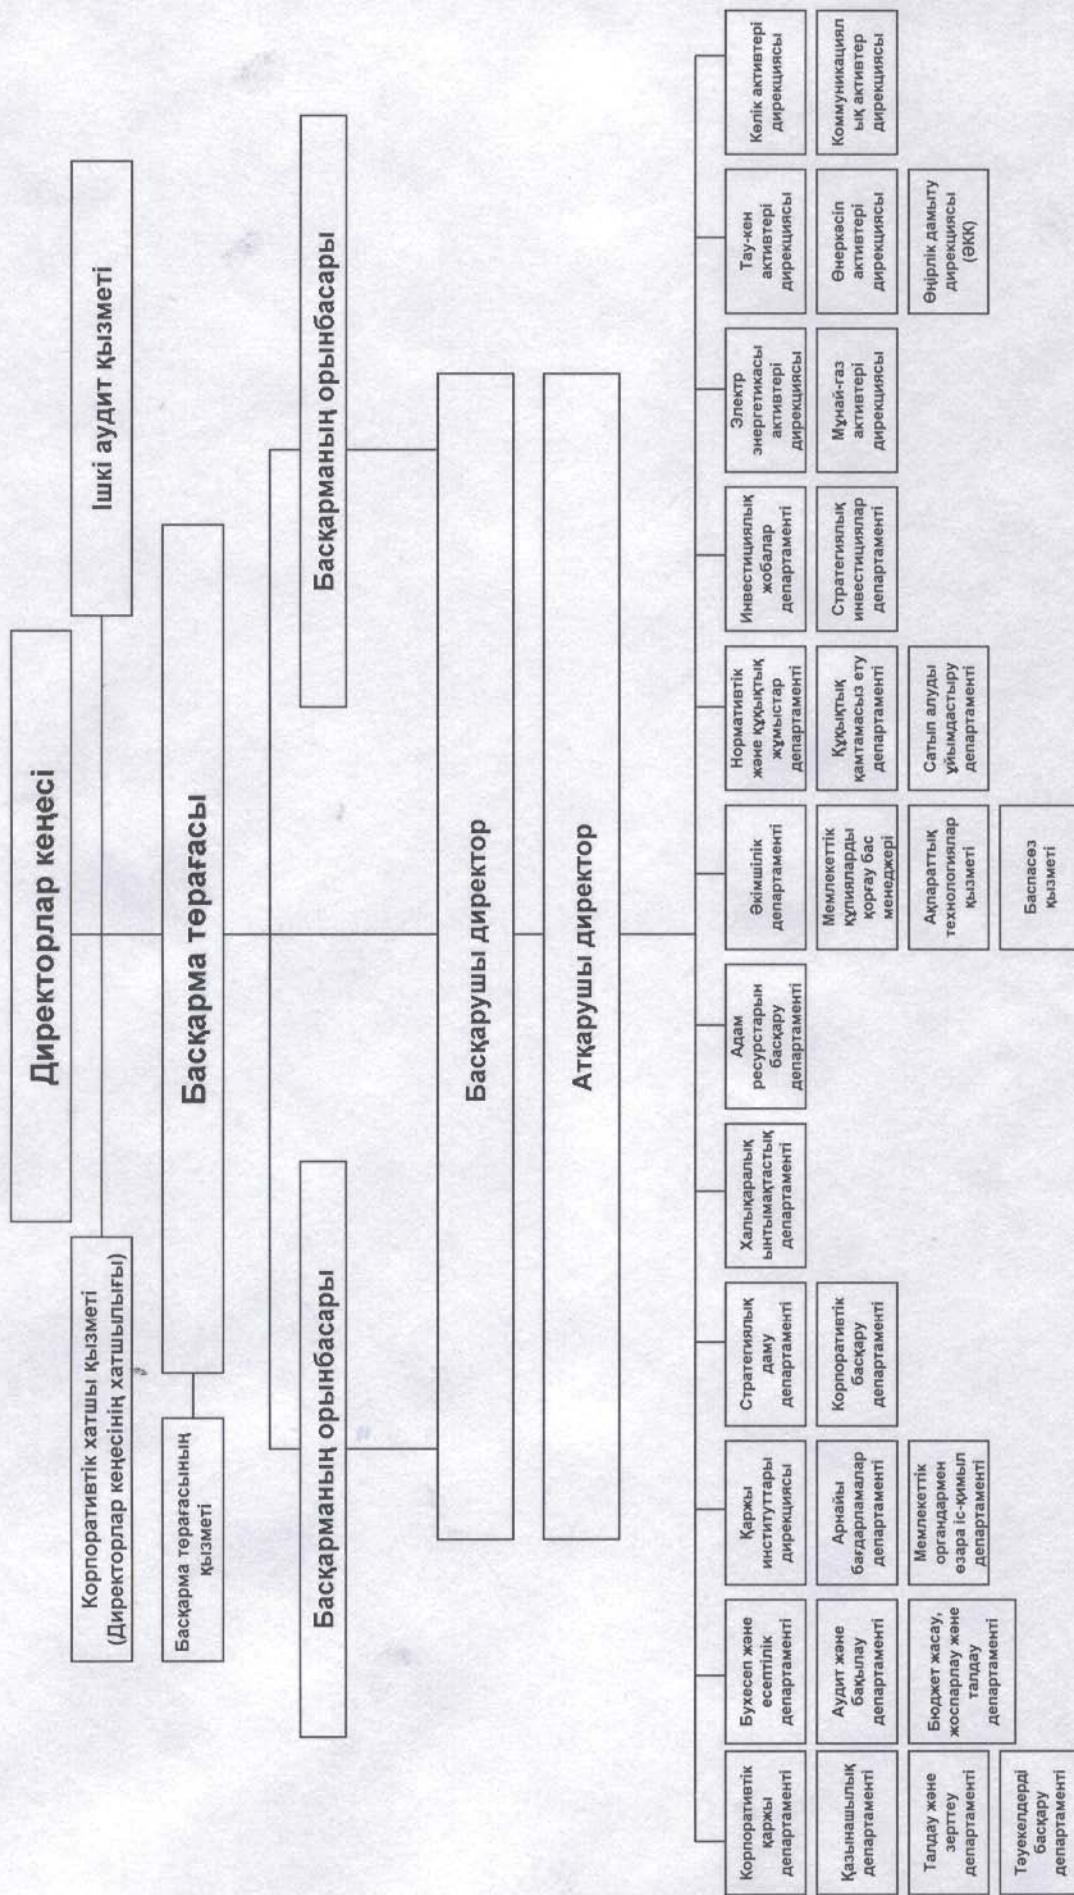 Директорлар кеңесі
Корпоративтік хатшы қызметі
(Директорлар кеңесінің хатшылығы)
Ішкі аудит қызметі
Басқарма төрағасының
қызметі
Басқарма төрағасы
Басқарманың орынбасары
Басқарманың орынбасары
Басқарушы директор
Атқарушы директор
Корпоративтік
қаржы
департаменті
Қазынашылық
департаменті
Талдау және
зерттеу
департаменті
Тәуекелдерді
басқару
департаменті
Бухесеп және
есептілік
департаменті
Аудит және
бақылау
департаменті
Бюджет жасау,
жоспарлау және
талдау
департаменті
Қаржы
институттары
дирекциясы
Арнайы
бағдарламалар
департаменті
Мемлекеттік
органдармен
өзара іс-қимыл
департаменті
Стратегиялық
даму
департаменті
Корпоративтік
басқару
департаменті
Халықаралық
ынтымақтастық
департаменті
Адам
ресурстарын
басқару
департаменті
Әкімшілік
департаменті
Мемлекеттік
құпияларды
қорғау бас
менеджері
Ақпараттық
технологиялар
қызметі
Баспасөз
қызметі
Нормативтік
және құқықтық
жұмыстар
департаменті
Құқықтық
қамтамасыз ету
департаменті
Сатып алуды
ұйымдастыру
департаменті
Инвестициялық
жобалар
департаменті
Стратегиялық
инвестициялар
департаменті
Электр
энергетикасы
активтері
дирекциясы
Мұнай-газ
активтері
дирекциясы
Тау-кен
активтері
дирекциясы
Өнеркәсіп
активтері
дирекциясы
Өңірлік дамыту
дирекциясы
(ӘКК)
Көлік активтері
дирекциясы
Коммуникациял
ық активтер
дирекциясы